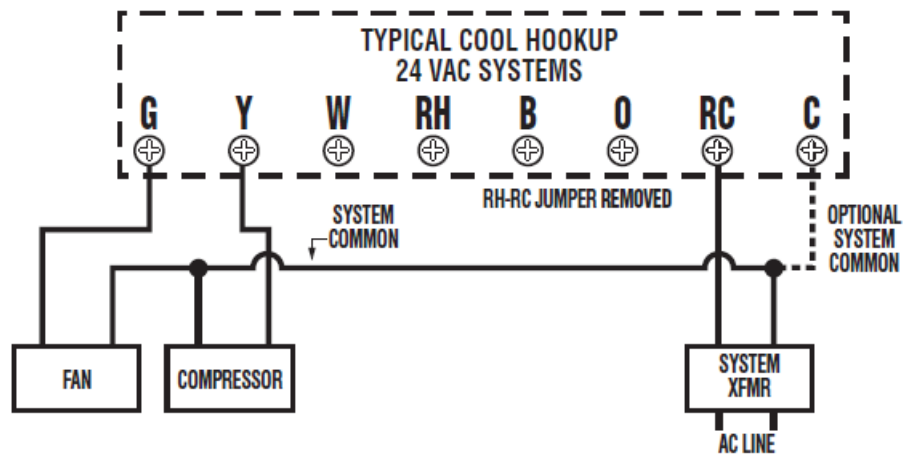 TYPICAL COOL HOOKUP
24 VAC SYSTEMS
G Y W RH B O RC C
RH-RC JUMPER REMOVED
SYSTEM
COMMON
OPTIONAL
SYSTEM
COMMON
FAN
COMPRESSOR
SYSTEM
XFMR
AC LINE